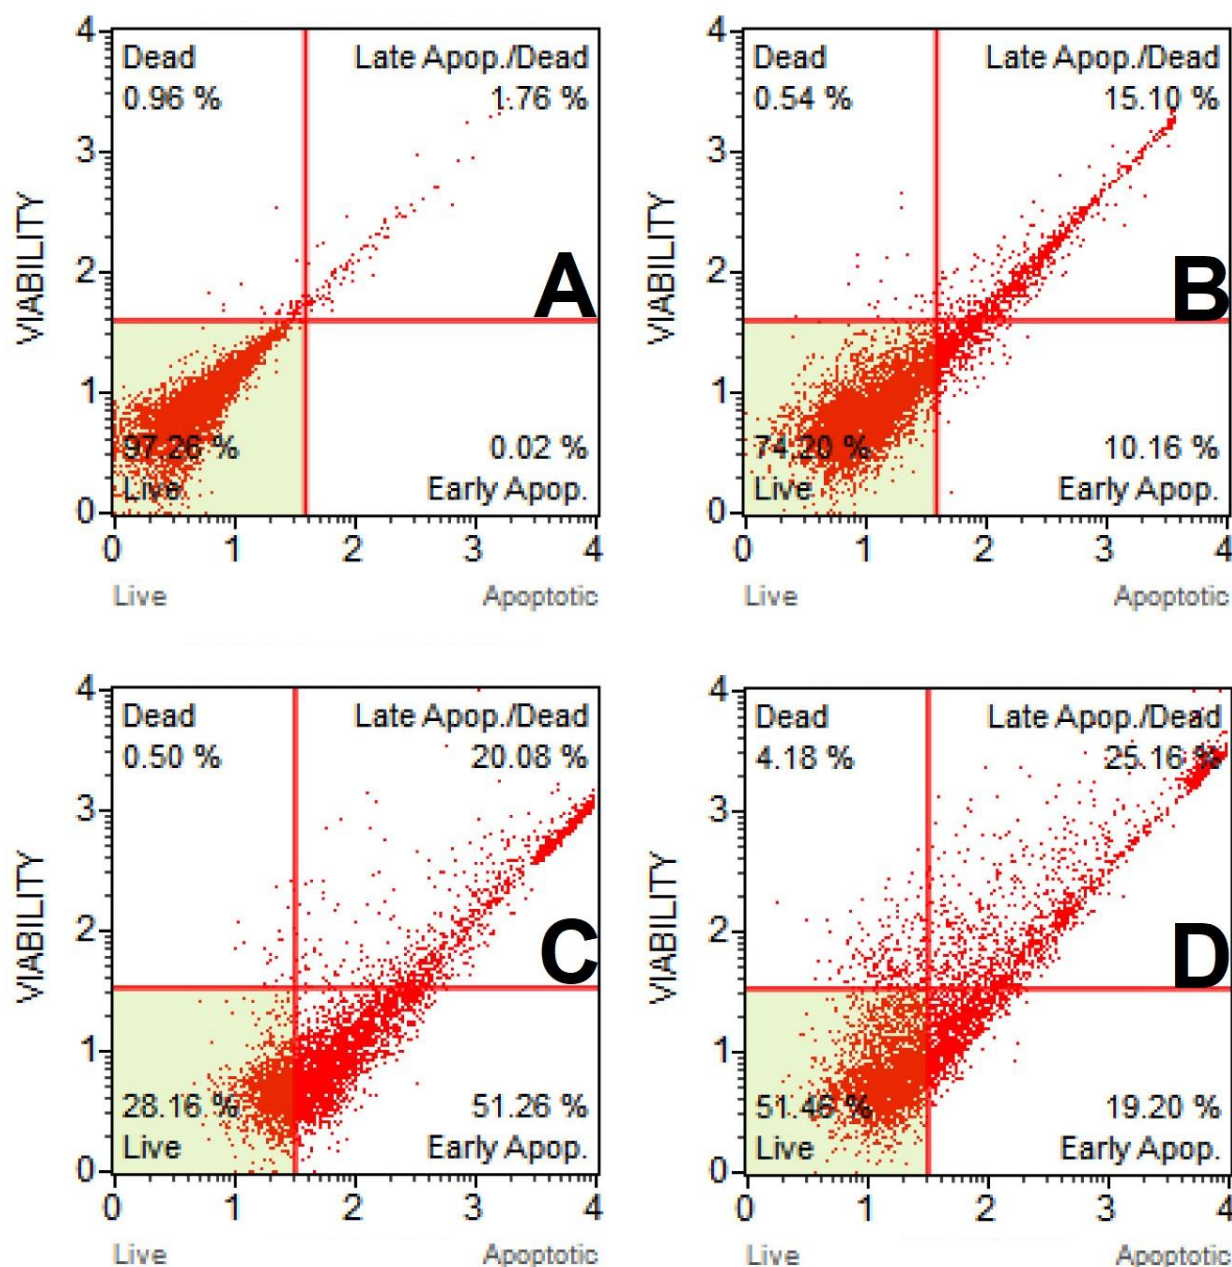 4 Dead Late Apop./Dead
0.96 % 1.76 %
3
VIABILITY
2
A
1
97.26 % 0.02 %
Live Early Apop.
0
0 1 2 3 4
Live Apoptotic
4 Dead Late Apop./Dead
0.54 % 15.10 %
3
VIABILITY
2
B
1
74.20 % 10.16 %
Live Early Apop.
0
0 1 2 3 4
Live Apoptotic
4 Dead Late Apop./Dead
0.50 % 20.08 %
3
VIABILITY
2
C
1
28.16 % 51.26 %
Live Early Apop.
0
0 1 2 3 4
Live Apoptotic
4 Dead Late Apop./Dead
4.18 % 25.16 %
3
VIABILITY
2
D
1
51.46 % 19.20 %
Live Early Apop.
0
0 1 2 3 4
Live Apoptotic